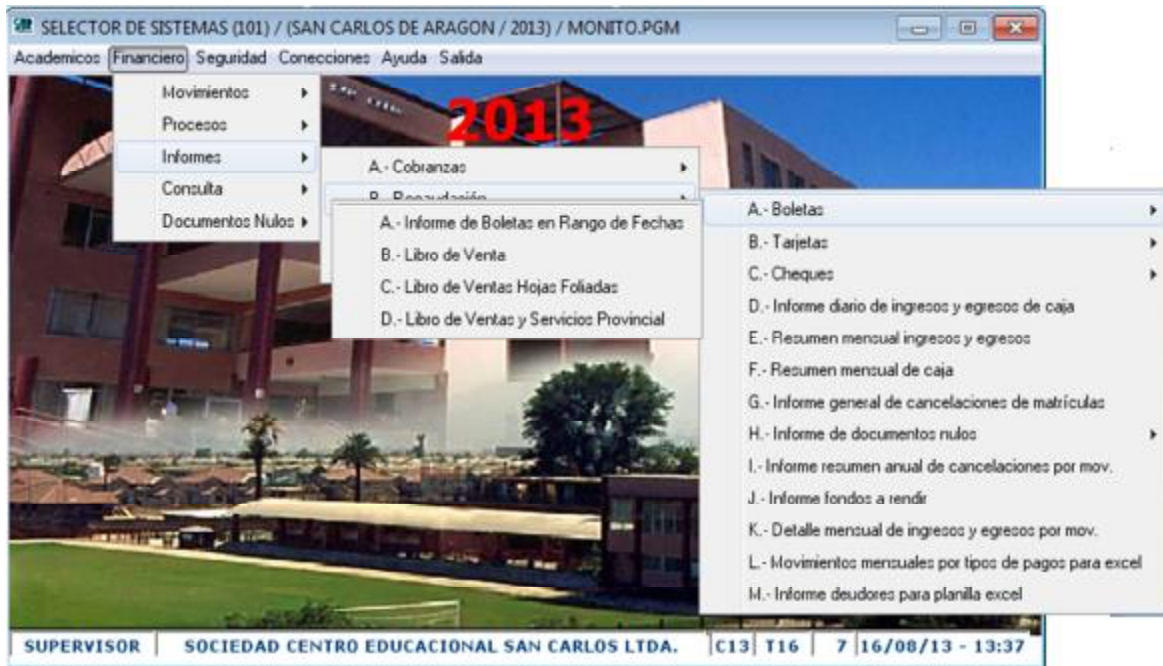 SELECTOR DE SISTEMAS (101) / (SAN CARLOS DE ARAGON / 2013) / MONITO.PGM
Academicos Financiero Seguridad Conecciones Ayuda Salida
2013
Movimientos
Procesos
Informes
Consulta
Documentos Nulos
A.- Cobranzas
B.- Recaudación
A.- Informe de Boletas en Rango de Fechas
B.- Libro de Venta
C.- Libro de Ventas Hojas Foliadas
D.- Libro de Ventas y Servicios Provincial
A.- Boletas
B.- Tarjetas
C.- Cheques
D.- Informe diario de ingresos y egresos de caja
E.- Resumen mensual ingresos y egresos
F.- Resumen mensual de caja
G.- Informe general de cancelaciones de matrículas
H.- Informe de documentos nulos
I.- Informe resumen anual de cancelaciones por mov.
J.- Informe fondos a rendir
K.- Detalle mensual de ingresos y egresos por mov.
L.- Movimientos mensuales por tipos de pagos para excel
M.- Informe deudores para planilla excel
SUPERVISOR SOCIEDAD CENTRO EDUCACIONAL SAN CARLOS LTDA. C13 T16 7 16/08/13 - 13:37